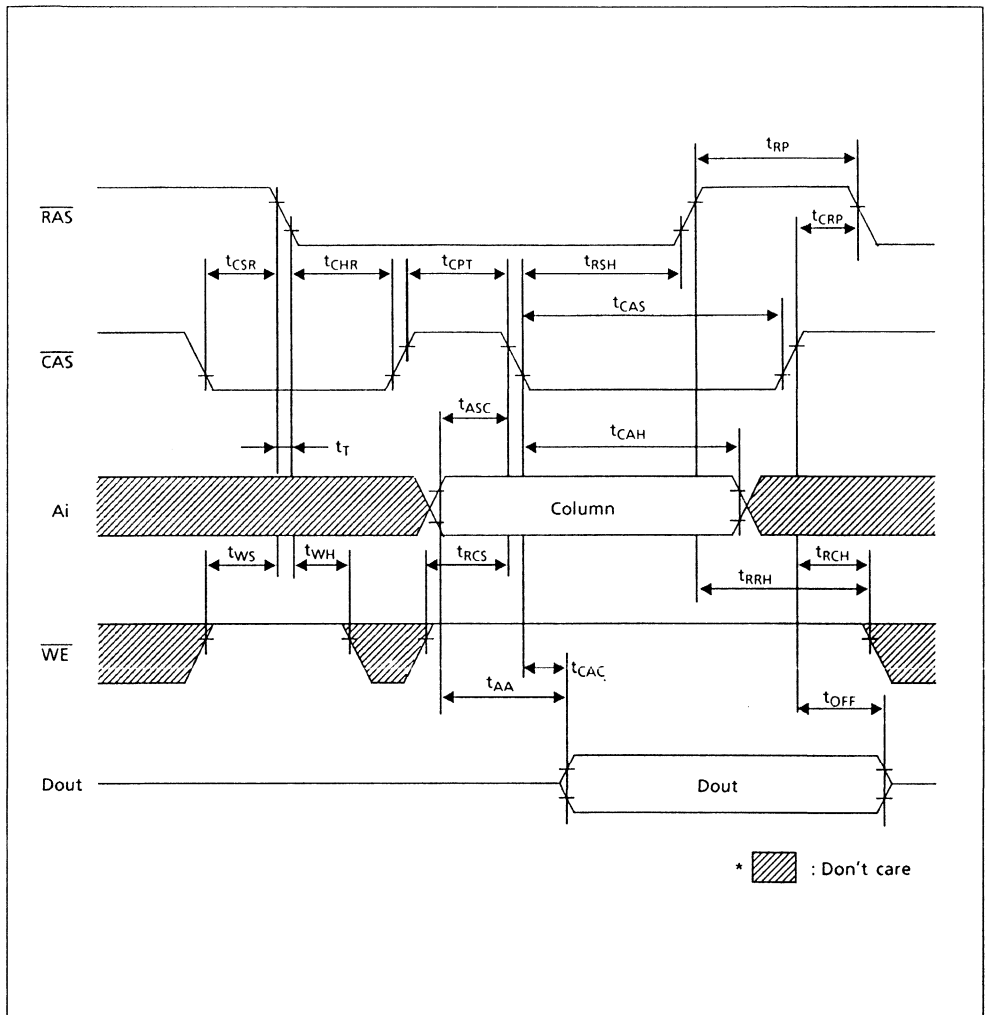 tRP
RAS
tCRP
tCSR tCHR tCPT tRSH
tCAS
CAS
tASC
tCAH
tT
Ai Column
tWS tWH tRCS tRCH
tRRH
WE
tCAC
tAA
tOFF
Dout Dout
* : Don't care